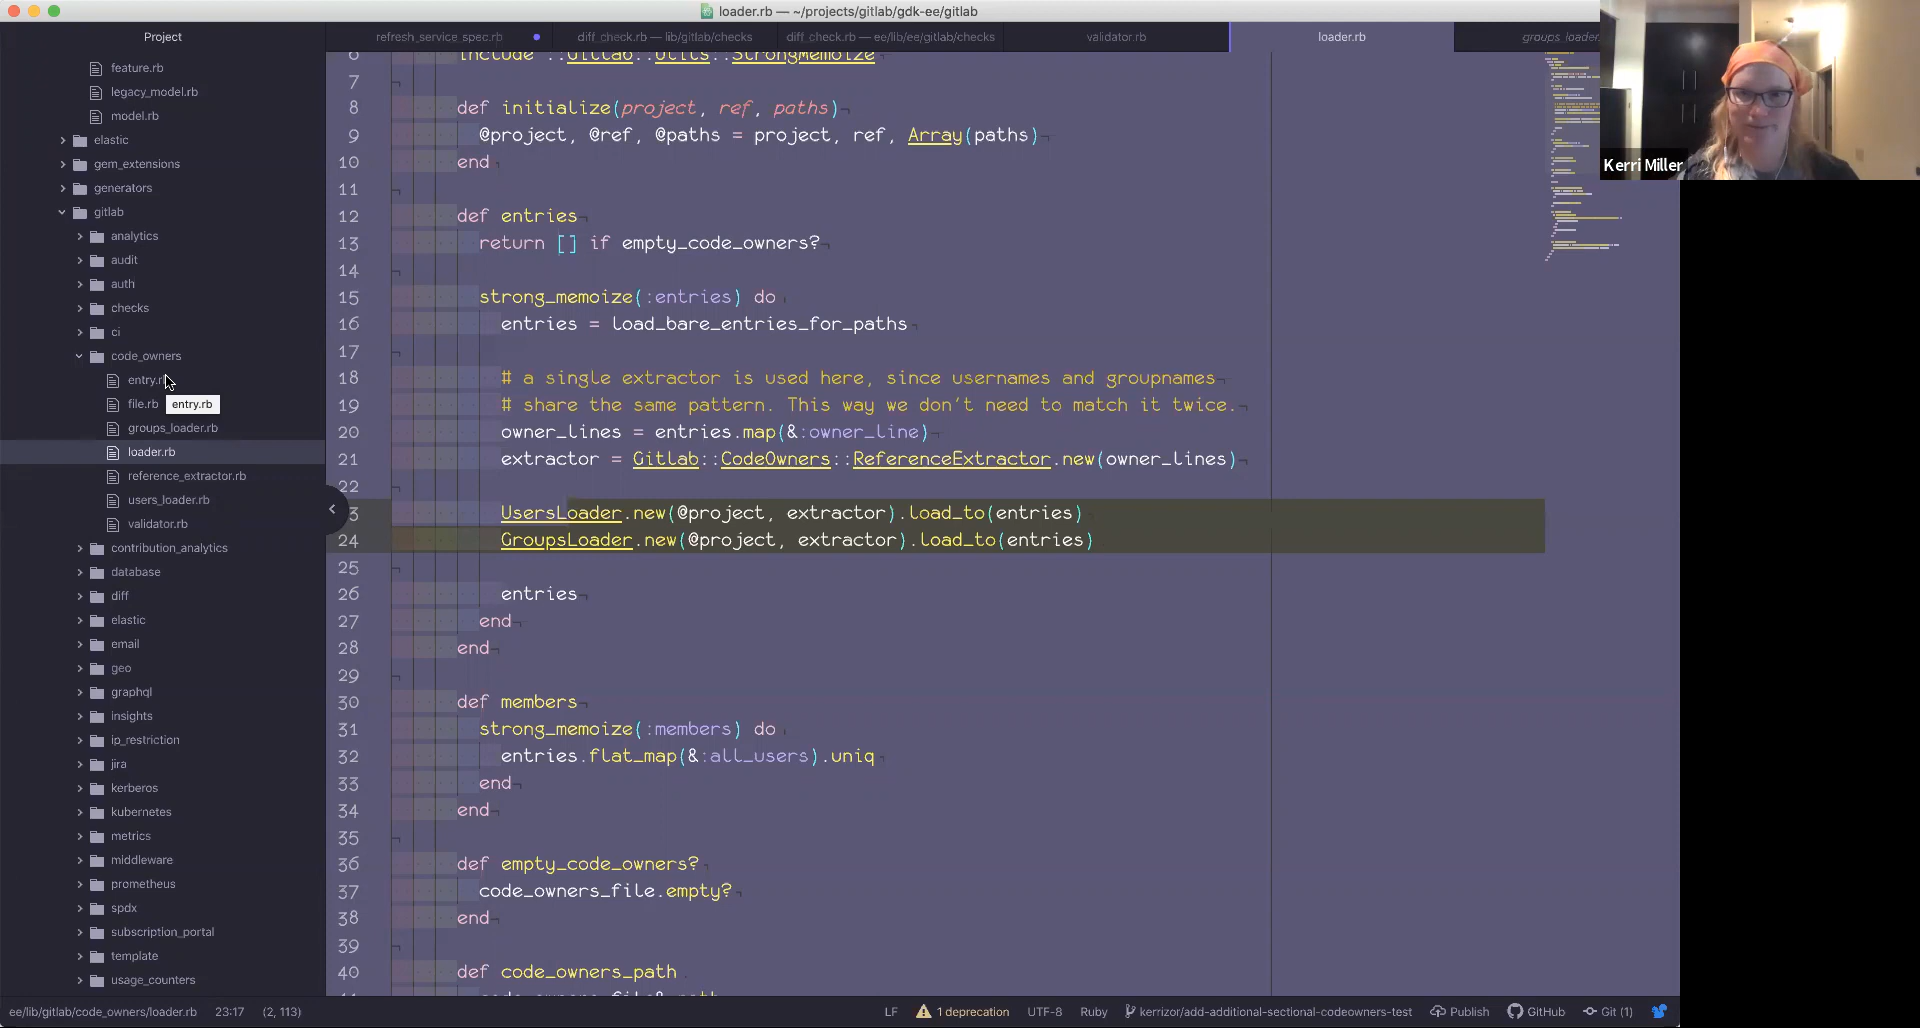 loader.rb — ~/projects/gitlab/gdk-ee/gitlab
Project
refresh_service_spec.rb
diff_check.rb — lib/gitlab/checks
diff_check.rb — ee/lib/ee/gitlab/checks
validator.rb
loader.rb
groups_loader.
feature.rb
legacy_model.rb
model.rb
elastic
gem_extensions
generators
gitlab
analytics
audit
auth
checks
ci
code_owners
entry.rb
file.rb
entry.rb
groups_loader.rb
loader.rb
reference_extractor.rb
users_loader.rb
validator.rb
contribution_analytics
database
diff
elastic
email
geo
graphql
insights
ip_restriction
jira
kerberos
kubernetes
metrics
middleware
prometheus
spdx
subscription_portal
template
usage_counters
6 include ::Gitlab::Utils::StrongMemoize
7
8 def initialize(project, ref, paths)
9 @project, @ref, @paths = project, ref, Array(paths)
10 end
11
12 def entries
13 return [] if empty_code_owners?
14
15 strong_memoize(:entries) do
16 entries = load_bare_entries_for_paths
17
18 # a single extractor is used here, since usernames and groupnames
19 # share the same pattern. This way we don't need to match it twice.
20 owner_lines = entries.map(&:owner_line)
21 extractor = Gitlab::CodeOwners::ReferenceExtractor.new(owner_lines)
22
3 UsersLoader.new(@project, extractor).load_to(entries)
24 GroupsLoader.new(@project, extractor).load_to(entries)
25
26 entries
27 end
28 end
29
30 def members
31 strong_memoize(:members) do
32 entries.flat_map(&:all_users).uniq
33 end
34 end
35
36 def empty_code_owners?
37 code_owners_file.empty?
38 end
39
40 def code_owners_path
Kerri Miller
ee/lib/gitlab/code_owners/loader.rb 23:17 (2, 113)
LF 1 deprecation UTF-8 Ruby kerrizor/add-additional-sectional-codeowners-test Publish GitHub Git (1)